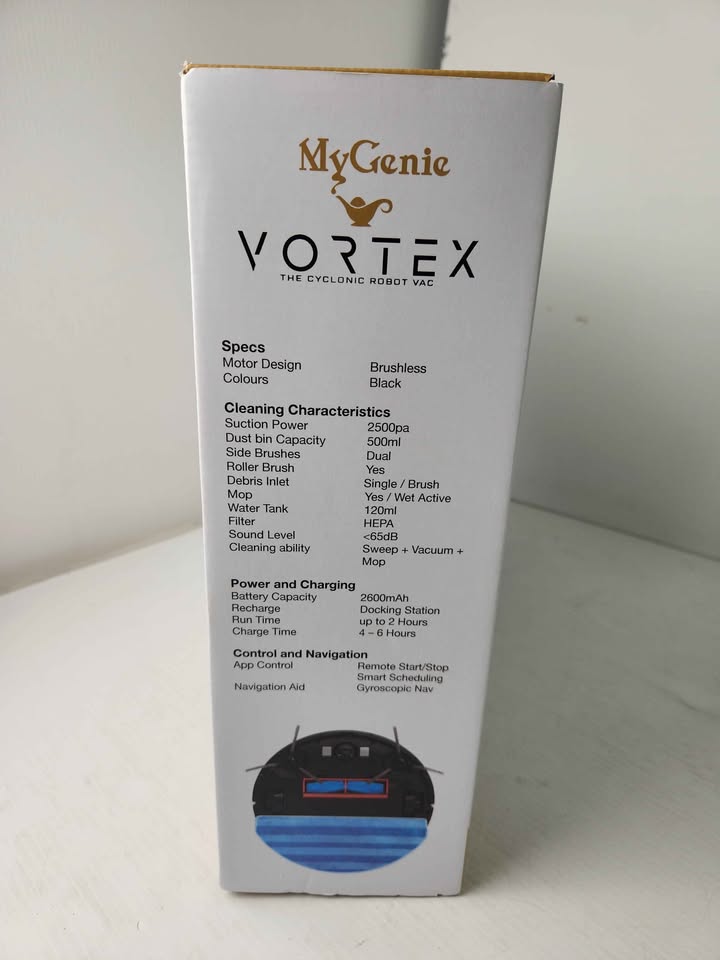 MyGenie
VORTEX
THE CYCLONIC ROBOT VAC
Specs
Motor Design Brushless
Colours Black
Cleaning Characteristics
Suction Power 2500pa
Dust bin Capacity 500ml
Side Brushes Dual
Roller Brush Yes
Debris Inlet Single / Brush
Mop Yes / Wet Active
Water Tank 120ml
Filter HEPA
Sound Level <65dB
Cleaning ability Sweep + Vacuum +
Mop
Power and Charging
Battery Capacity 2600mAh
Recharge Docking Station
Run Time up to 2 Hours
Charge Time 4 – 6 Hours
Control and Navigation
App Control Remote Start/Stop
Smart Scheduling
Navigation Aid Gyroscopic Nav